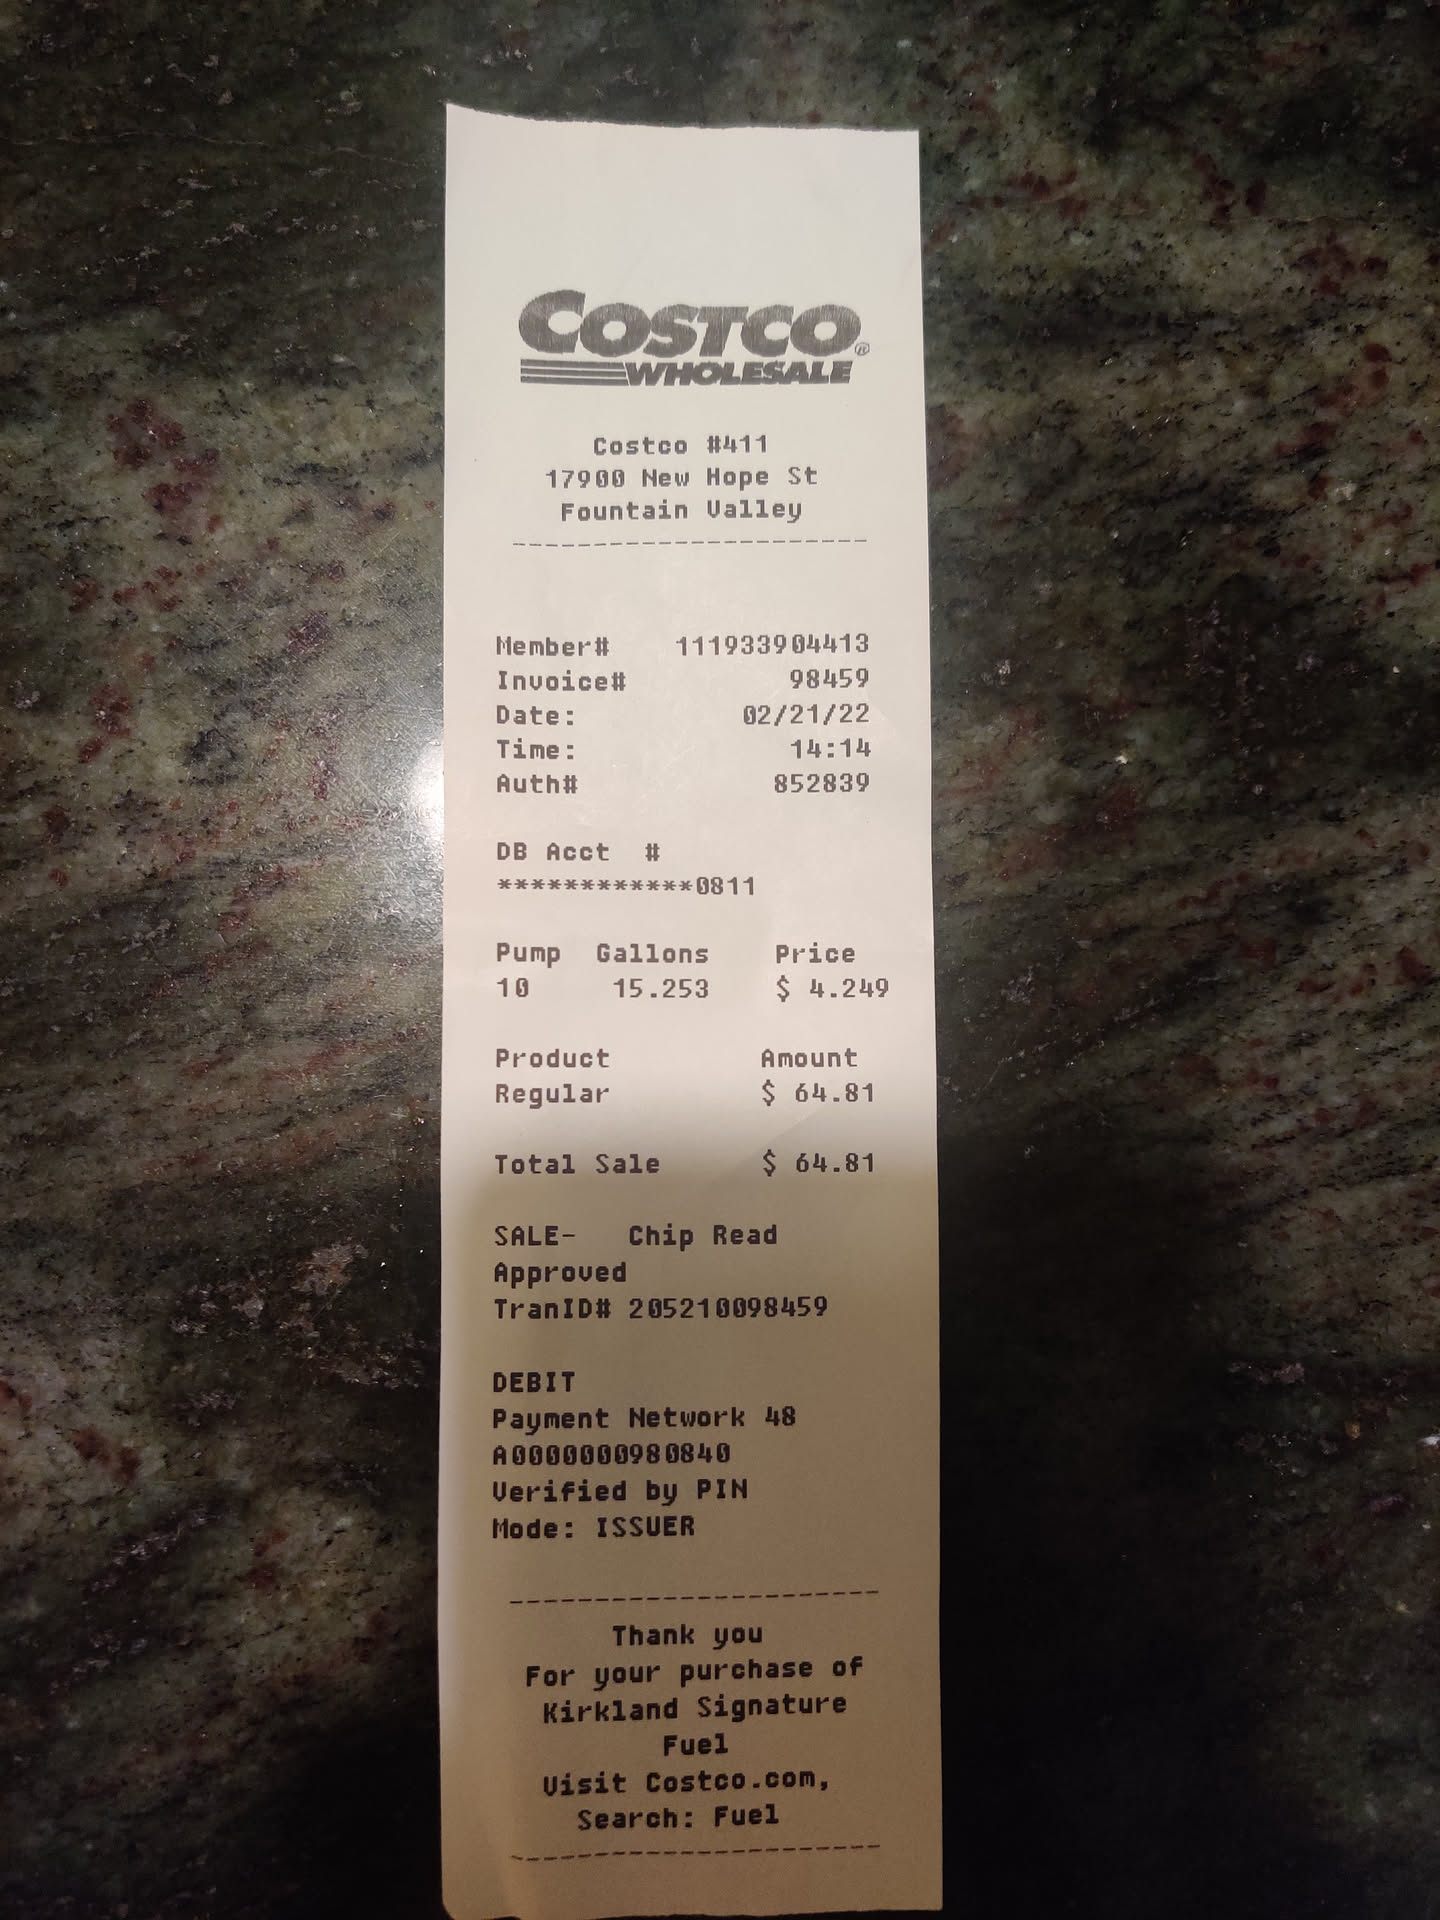 COSTCO®
WHOLESALE
Costco #411
17900 New Hope St
Fountain Valley
----------------------
Member# 111933904413
Invoice# 98459
Date: 02/21/22
Time: 14:14
Auth# 852839
DB Acct #
************0811
Pump Gallons Price
10 15.253 $ 4.249
Product Amount
Regular $ 64.81
Total Sale $ 64.81
SALE- Chip Read
Approved
TranID# 205210098459
DEBIT
Payment Network 48
A0000000980840
Verified by PIN
Mode: ISSUER
----------------------
Thank you
For your purchase of
Kirkland Signature
Fuel
Visit Costco.com,
Search: Fuel
----------------------